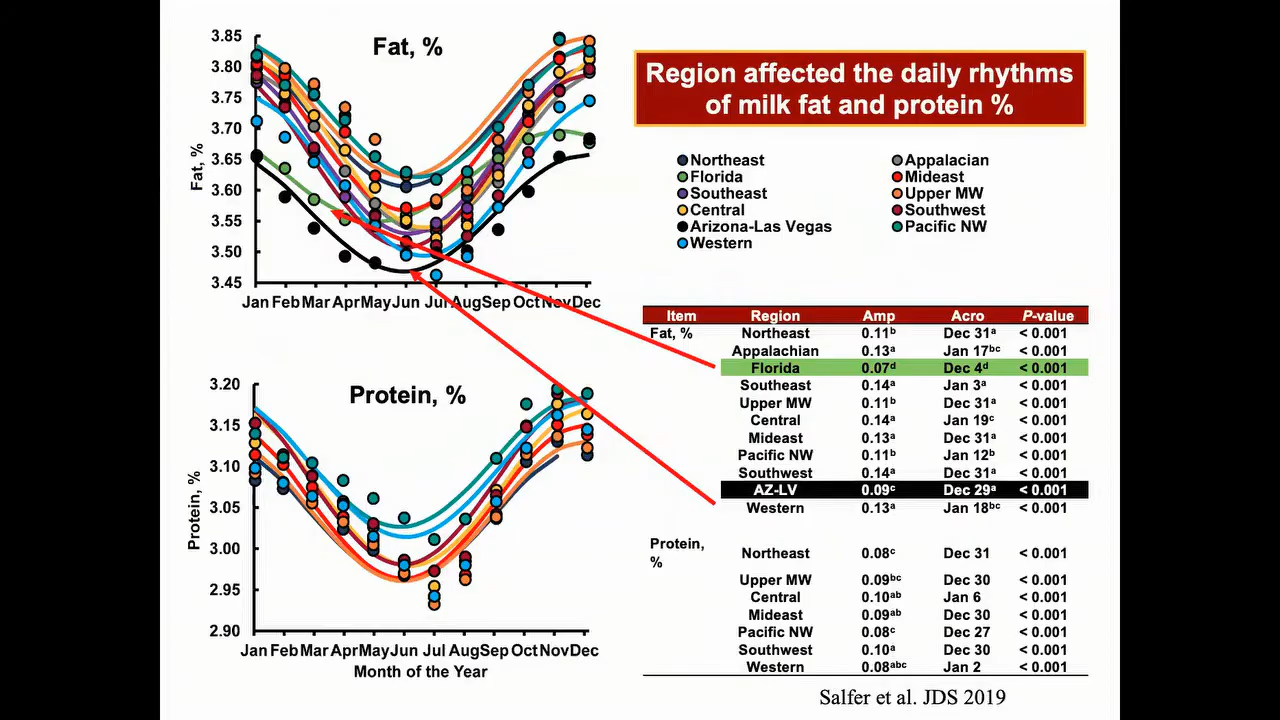 Fat, %
3.85
3.80
3.75
3.70
3.65
3.60
3.55
3.50
3.45
Fat, %
Jan Feb Mar Apr May Jun Jul Aug Sep Oct Nov Dec
Protein, %
3.20
3.15
3.10
3.05
3.00
2.95
2.90
Protein, %
Jan Feb Mar Apr May Jun Jul Aug Sep Oct Nov Dec
Month of the Year
Region affected the daily rhythms
of milk fat and protein %
Northeast Appalacian
Florida Mideast
Southeast Upper MW
Central Southwest
Arizona-Las Vegas Pacific NW
Western
Item Region Amp Acro P-value
Fat, % Northeast 0.11b Dec 31a < 0.001
Appalachian 0.13a Jan 17bc < 0.001
Florida 0.07d Dec 4d < 0.001
Southeast 0.14a Jan 3a < 0.001
Upper MW 0.11b Dec 31a < 0.001
Central 0.14a Jan 19c < 0.001
Mideast 0.13a Dec 31a < 0.001
Pacific NW 0.11b Jan 12b < 0.001
Southwest 0.14a Dec 31a < 0.001
AZ-LV 0.09c Dec 29a < 0.001
Western 0.13a Jan 18bc < 0.001
Protein,
% Northeast 0.08c Dec 31 < 0.001
Upper MW 0.09bc Dec 30 < 0.001
Central 0.10ab Jan 6 < 0.001
Mideast 0.09ab Dec 30 < 0.001
Pacific NW 0.08c Dec 27 < 0.001
Southwest 0.10a Dec 30 < 0.001
Western 0.08abc Jan 2 < 0.001
Salfer et al. JDS 2019